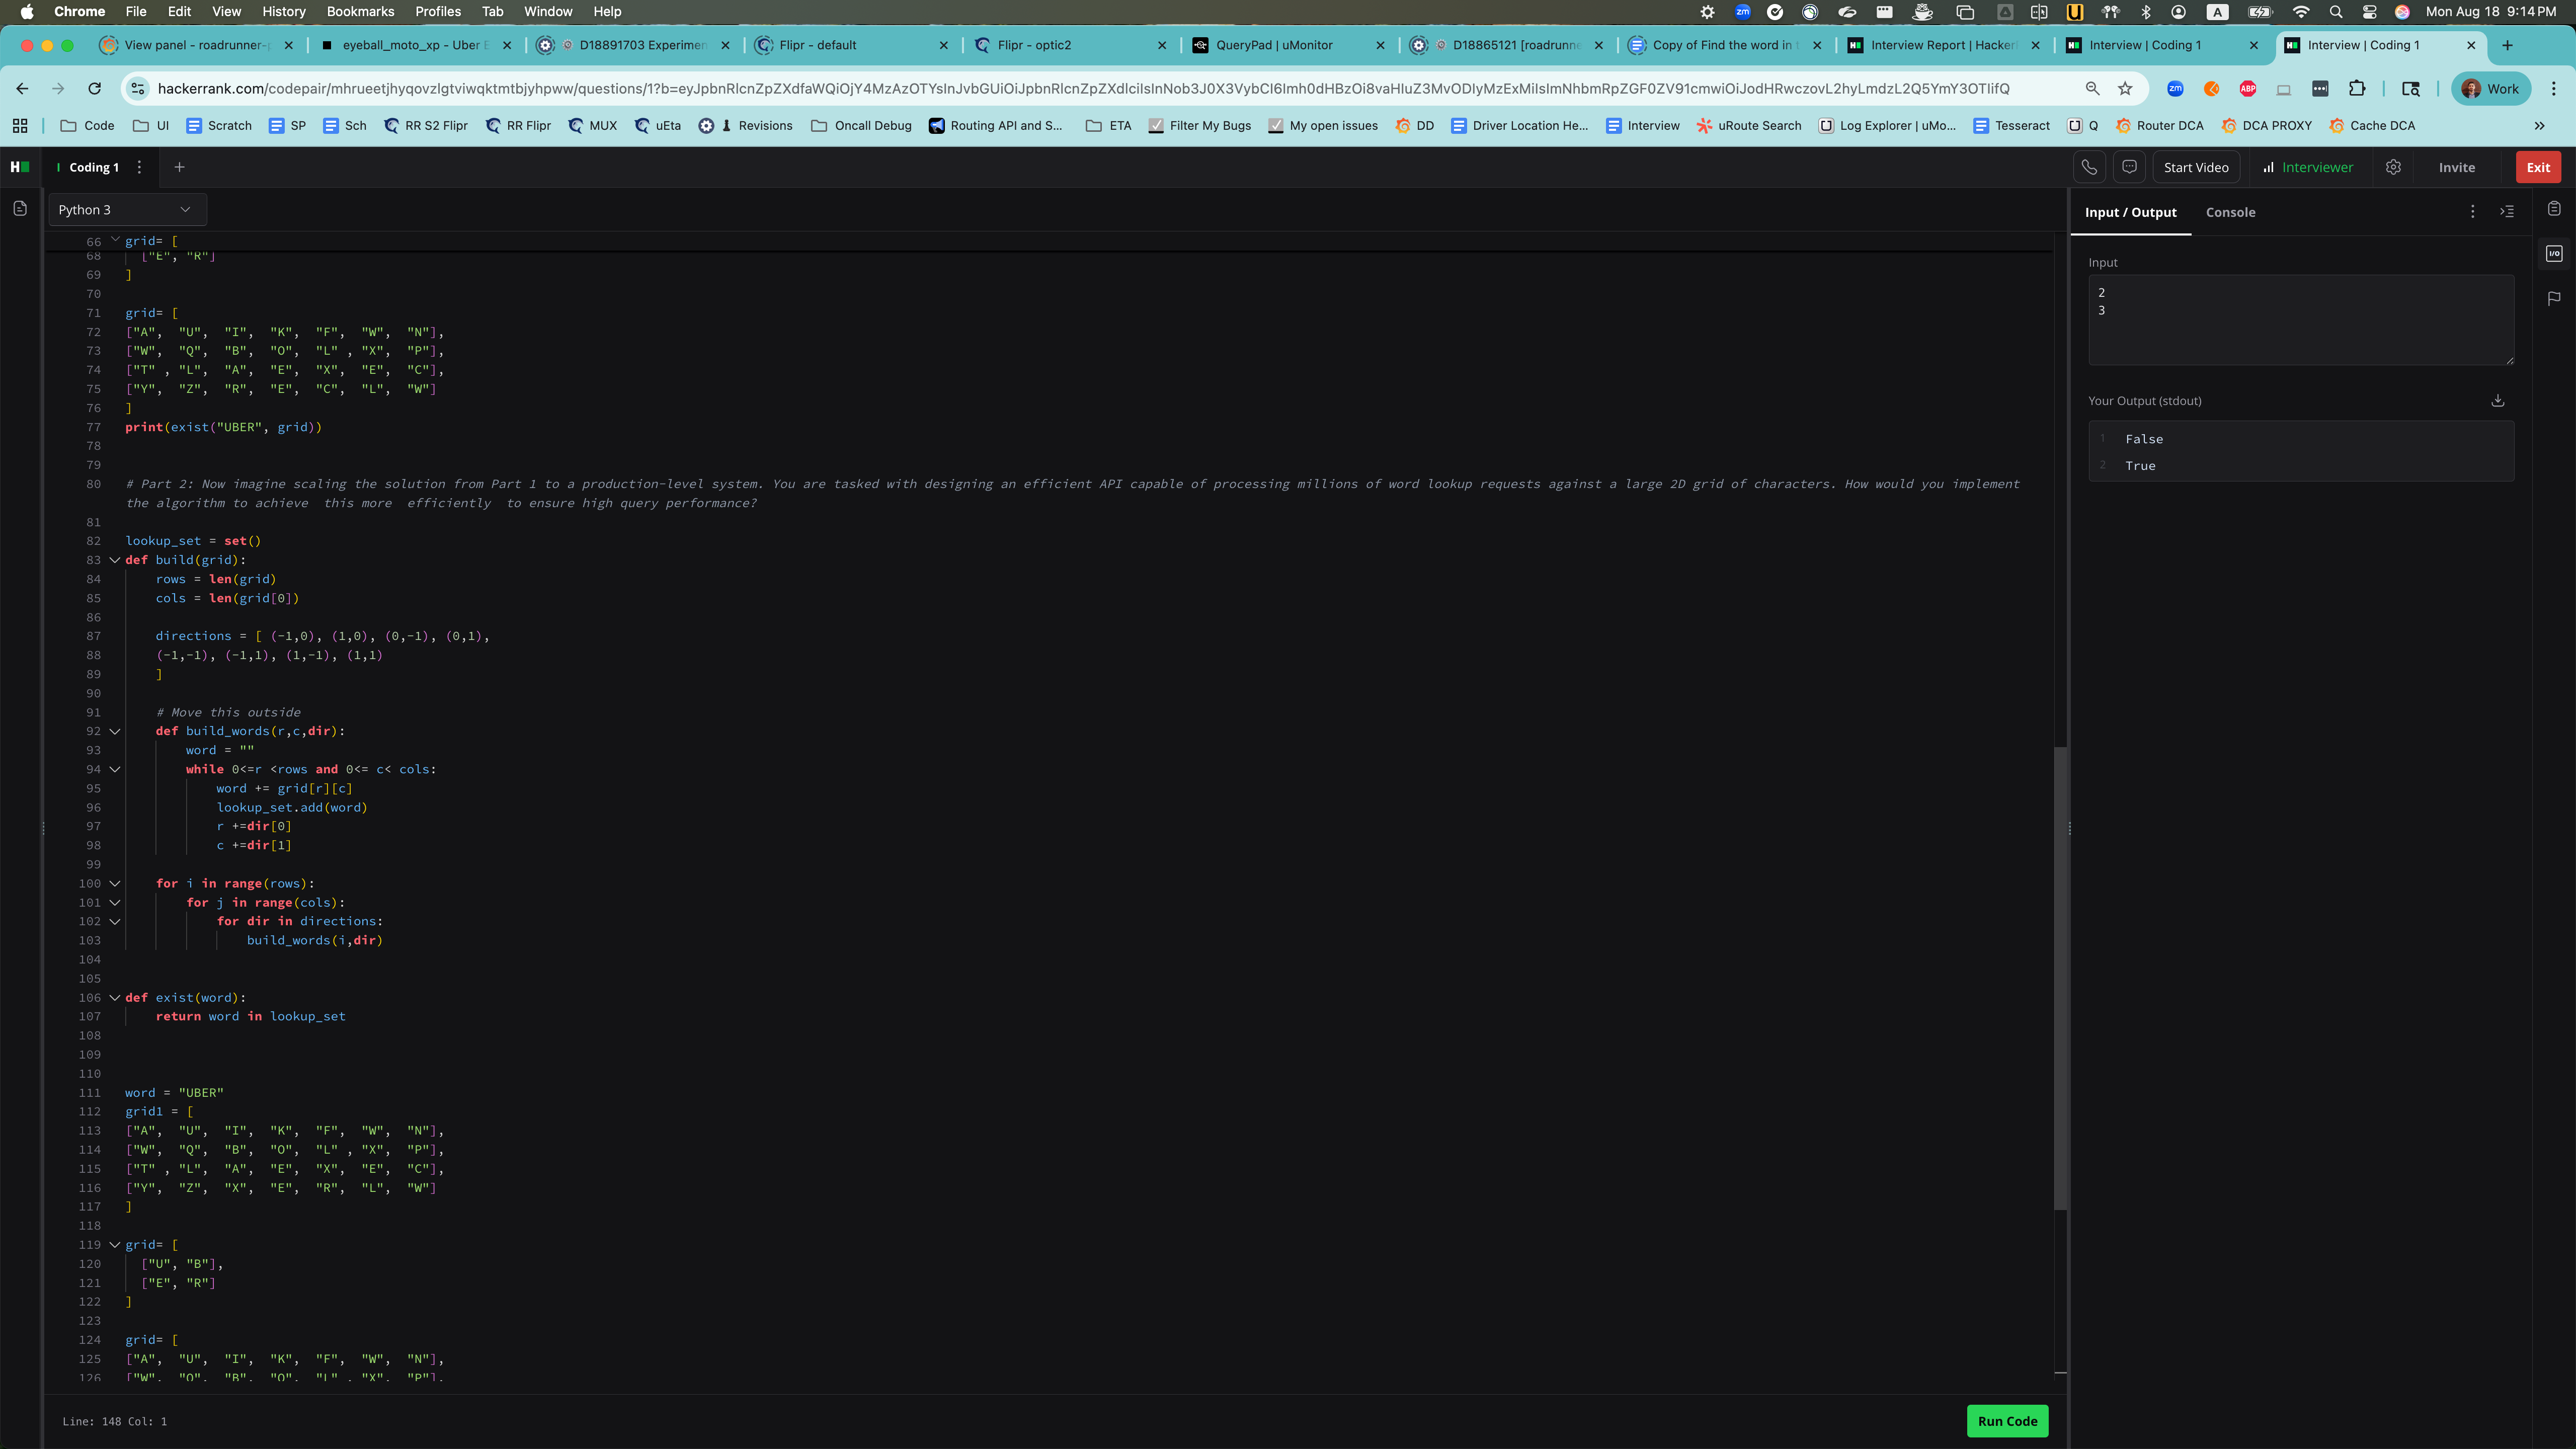 Chrome File Edit View History Bookmarks Profiles Tab Window Help Mon Aug 18 9:14 PM
View panel - roadrunner- eyeball_moto_xp - Uber E D18891703 Experimen Flipr - default Flipr - optic2 QueryPad | uMonitor D18865121 [roadrunne Copy of Find the word in t Interview Report | Hacker Interview | Coding 1 Interview | Coding 1
Work
Code UI Scratch SP Sch RR S2 Flipr RR Flipr MUX uEta Revisions Oncall Debug Routing API and S... ETA Filter My Bugs My open issues DD Driver Location He... Interview uRoute Search Log Explorer | uMo... Tesseract Q Router DCA DCA PROXY Cache DCA
Coding 1 Start Video Interviewer Invite Exit
Python 3
66 grid= [
68 ["E", "R"]
69 ]
70
71 grid= [
72 ["A", "U", "I", "K", "F", "W", "N"],
73 ["W", "Q", "B", "O", "L" , "X", "P"],
74 ["T" , "L", "A", "E", "X", "E", "C"],
75 ["Y", "Z", "R", "E", "C", "L", "W"]
76 ]
77 print(exist("UBER", grid))
78
79
80 # Part 2: Now imagine scaling the solution from Part 1 to a production-level system. You are tasked with designing an efficient API capable of processing millions of word lookup requests against a large 2D grid of characters. How would you implement
the algorithm to achieve this more efficiently to ensure high query performance?
81
82 lookup_set = set()
83 def build(grid):
84 rows = len(grid)
85 cols = len(grid[0])
86
87 directions = [ (-1,0), (1,0), (0,-1), (0,1),
88 (-1,-1), (-1,1), (1,-1), (1,1)
89 ]
90
91 # Move this outside
92 def build_words(r,c,dir):
93 word = ""
94 while 0<=r <rows and 0<= c< cols:
95 word += grid[r][c]
96 lookup_set.add(word)
97 r +=dir[0]
98 c +=dir[1]
99
100 for i in range(rows):
101 for j in range(cols):
102 for dir in directions:
103 build_words(i,dir)
104
105
106 def exist(word):
107 return word in lookup_set
108
109
110
111 word = "UBER"
112 grid1 = [
113 ["A", "U", "I", "K", "F", "W", "N"],
114 ["W", "Q", "B", "O", "L" , "X", "P"],
115 ["T" , "L", "A", "E", "X", "E", "C"],
116 ["Y", "Z", "X", "E", "R", "L", "W"]
117 ]
118
119 grid= [
120 ["U", "B"],
121 ["E", "R"]
122 ]
123
124 grid= [
125 ["A", "U", "I", "K", "F", "W", "N"],
126 ["W", "Q", "B", "O", "L" , "X", "P"],
Line: 148 Col: 1
Run Code
Input / Output Console
Input
2
3
Your Output (stdout)
1 False
2 True